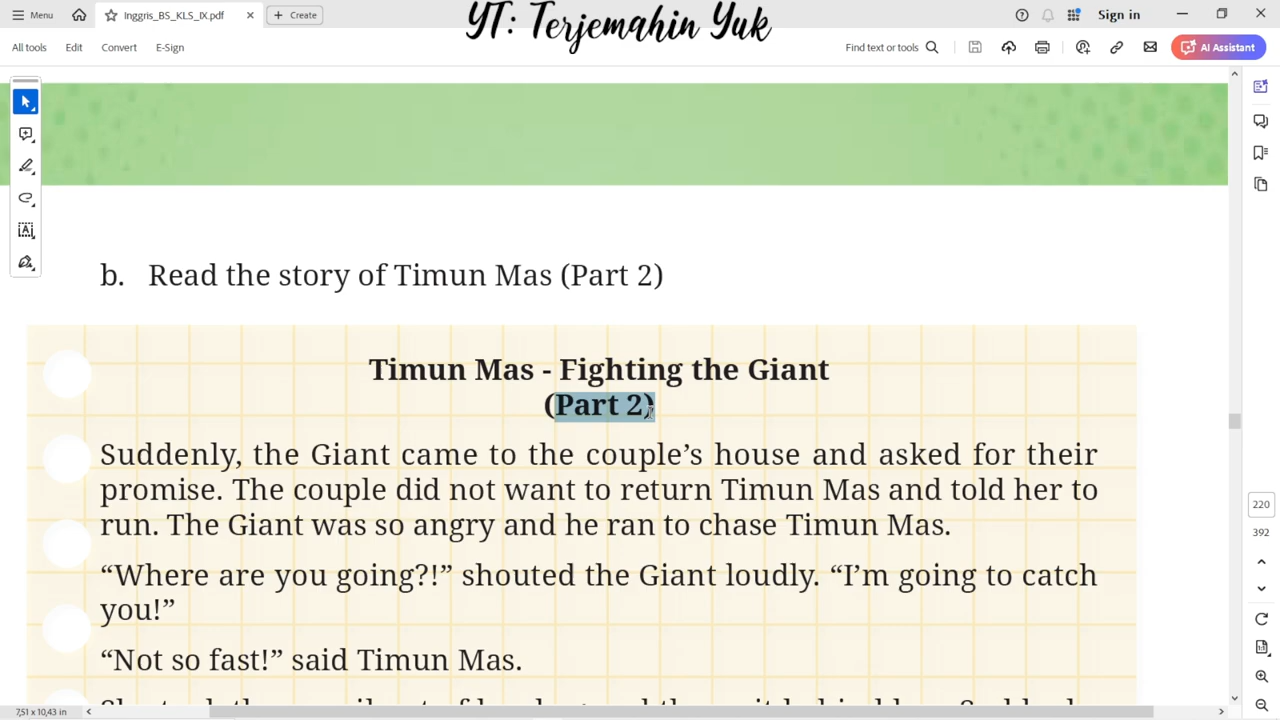 Menu
Inggris_BS_KLS_IX.pdf
Create
YT: Terjemahin Yuk
Sign in
All tools Edit Convert E-Sign
Find text or tools
AI Assistant
b. Read the story of Timun Mas (Part 2)
Timun Mas - Fighting the Giant
(Part 2)
Suddenly, the Giant came to the couple’s house and asked for their
promise. The couple did not want to return Timun Mas and told her to
run. The Giant was so angry and he ran to chase Timun Mas.
“Where are you going?!” shouted the Giant loudly. “I’m going to catch
you!”
“Not so fast!” said Timun Mas.
220
392
7,51 x 10,43 in